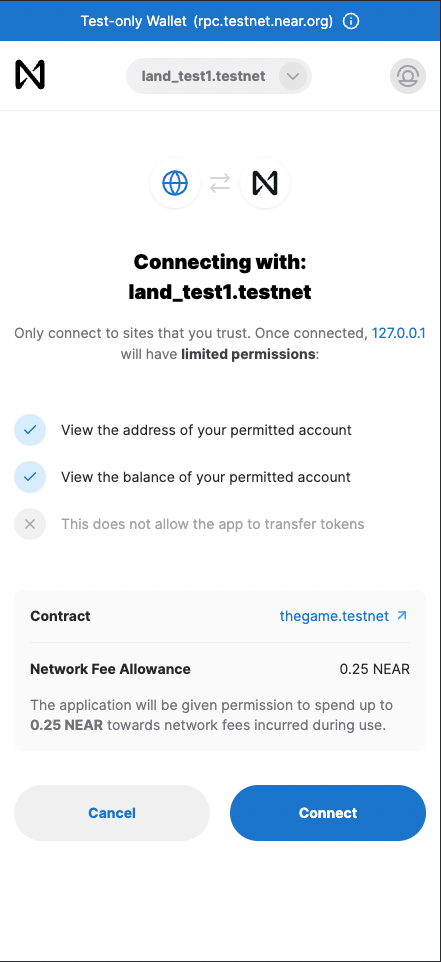 Test-only Wallet (rpc.testnet.near.org)
land_test1.testnet
Connecting with:
land_test1.testnet
Only connect to sites that you trust. Once connected, 127.0.0.1
will have limited permissions:
View the address of your permitted account
View the balance of your permitted account
This does not allow the app to transfer tokens
Contract thegame.testnet
Network Fee Allowance 0.25 NEAR
The application will be given permission to spend up to
0.25 NEAR towards network fees incurred during use.
Cancel Connect